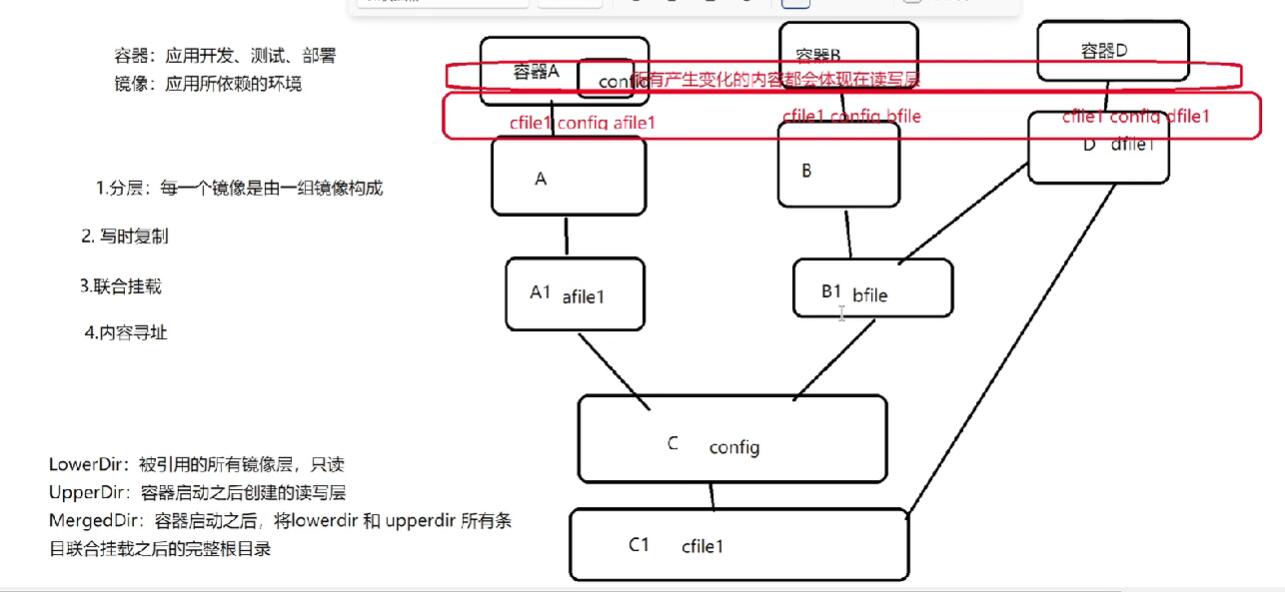 容器：应用开发、测试、部署
镜像：应用所依赖的环境
1.分层：每一个镜像是由一组镜像构成
2. 写时复制
3.联合挂载
4.内容寻址
LowerDir：被引用的所有镜像层，只读
UpperDir：容器启动之后创建的读写层
MergedDir：容器启动之后，将lowerdir 和 upperdir 所有条
目联合挂载之后的完整根目录
容器A
config
容器B
容器D
所有产生变化的内容都会体现在读写层
cfile1 config afile1
cfile1 config bfile
cfile1 config dfile1
A
B
D dfile1
A1 afile1
B1 bfile
C config
C1 cfile1